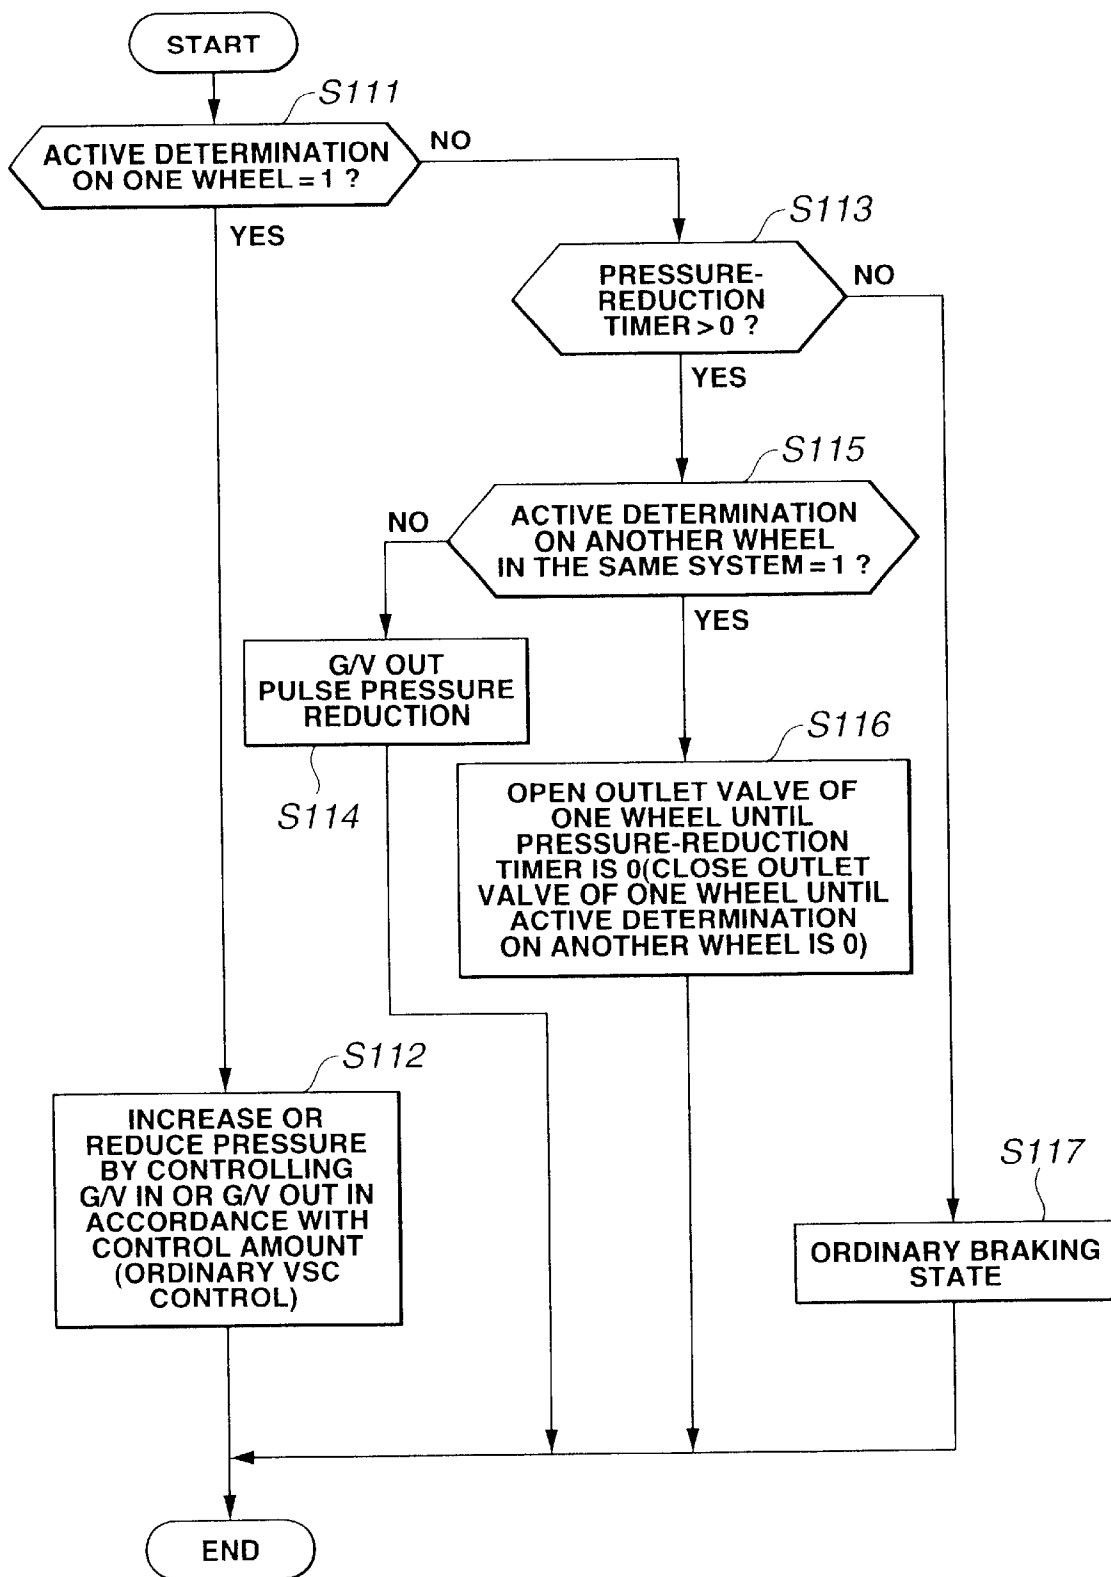 START
S111
ACTIVE DETERMINATION
ON ONE WHEEL = 1 ?
NO
YES
S113
PRESSURE-
REDUCTION
TIMER > 0 ?
NO
YES
S115
ACTIVE DETERMINATION
ON ANOTHER WHEEL
IN THE SAME SYSTEM = 1 ?
NO
YES
G/V OUT
PULSE PRESSURE
REDUCTION
S114
S116
OPEN OUTLET VALVE OF
ONE WHEEL UNTIL
PRESSURE-REDUCTION
TIMER IS 0(CLOSE OUTLET
VALVE OF ONE WHEEL UNTIL
ACTIVE DETERMINATION
ON ANOTHER WHEEL IS 0)
S112
INCREASE OR
REDUCE PRESSURE
BY CONTROLLING
G/V IN OR G/V OUT IN
ACCORDANCE WITH
CONTROL AMOUNT
(ORDINARY VSC
CONTROL)
S117
ORDINARY BRAKING
STATE
END